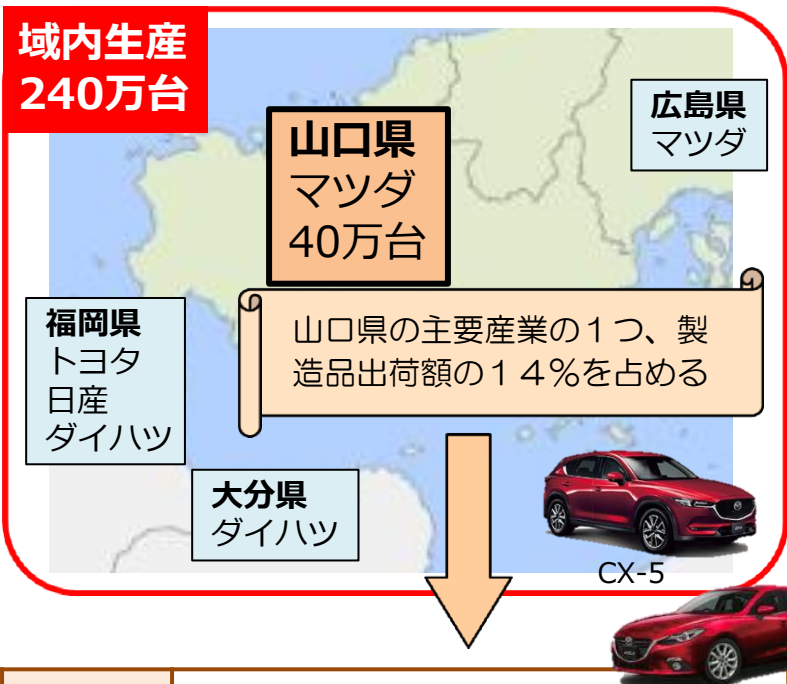 域内生産
240万台
山口県
マツダ
40万台
広島県
マツダ
山口県の主要産業の１つ、製
造品出荷額の１４％を占める
福岡県
トヨタ
日産
ダイハツ
大分県
ダイハツ
CX-5